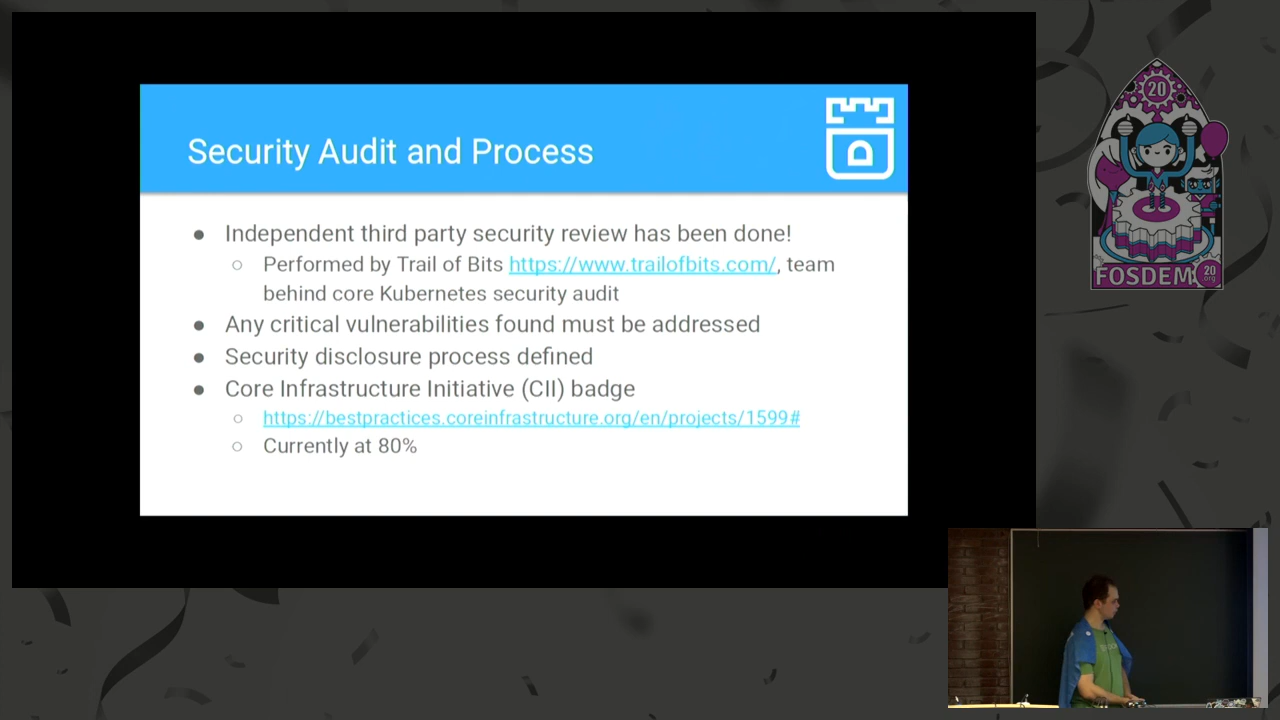 Security Audit and Process
● Independent third party security review has been done!
○ Performed by Trail of Bits https://www.trailofbits.com/, team
behind core Kubernetes security audit
● Any critical vulnerabilities found must be addressed
● Security disclosure process defined
● Core Infrastructure Initiative (CII) badge
○ https://bestpractices.coreinfrastructure.org/en/projects/1599#
○ Currently at 80%
20
FOSDEM
20
org